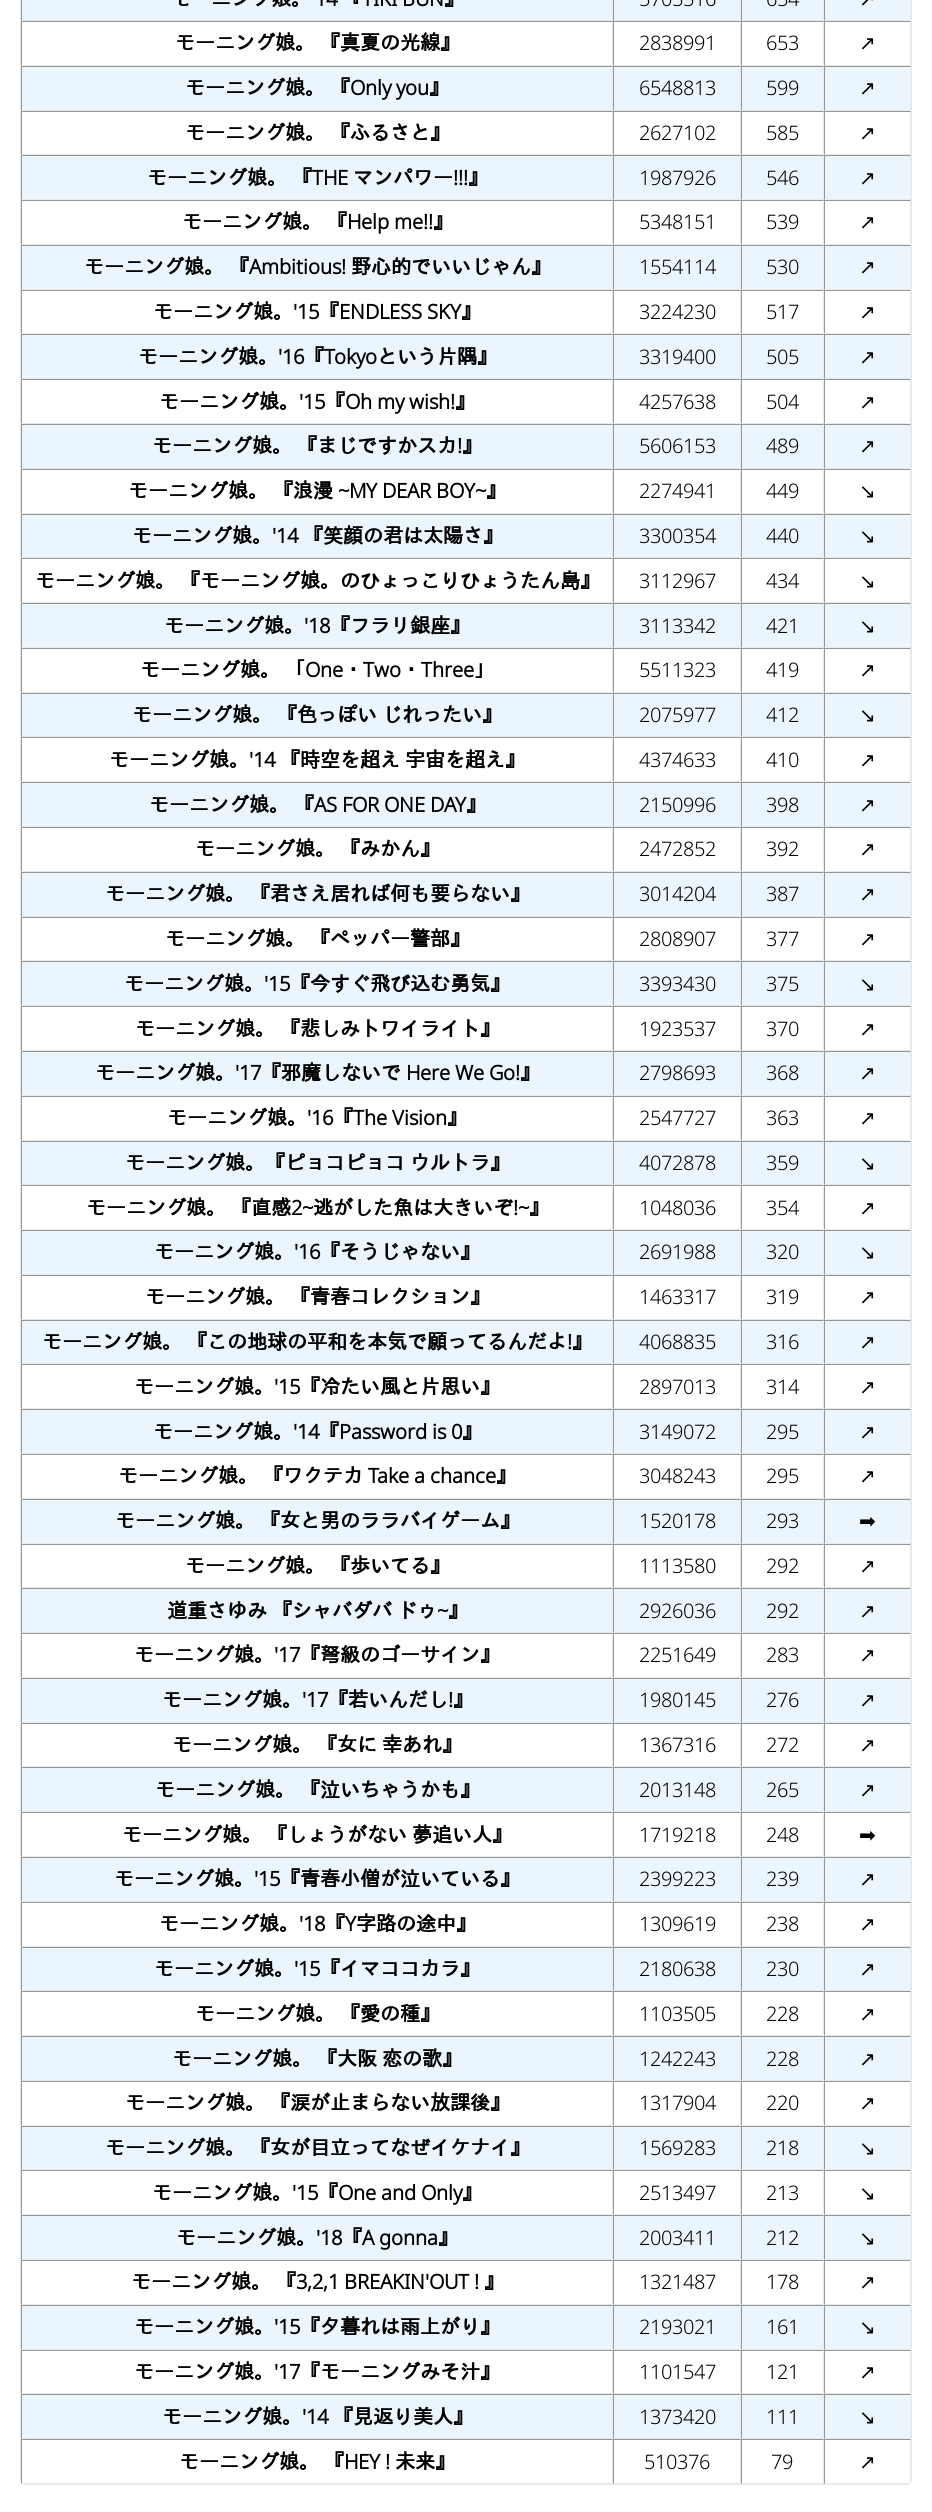 モーニング娘。 『真夏の光線』 2838991 653 ↗
モーニング娘。 『Only you』 6548813 599 ↗
モーニング娘。 『ふるさと』 2627102 585 ↗
モーニング娘。 『THE マンパワー!!!』 1987926 546 ↗
モーニング娘。 『Help me!!』 5348151 539 ↗
モーニング娘。 『Ambitious! 野心的でいいじゃん』 1554114 530 ↗
モーニング娘。'15『ENDLESS SKY』 3224230 517 ↗
モーニング娘。'16『Tokyoという片隅』 3319400 505 ↗
モーニング娘。'15『Oh my wish!』 4257638 504 ↗
モーニング娘。 『まじですかスカ!』 5606153 489 ↗
モーニング娘。 『浪漫 ~MY DEAR BOY~』 2274941 449 ↘
モーニング娘。'14 『笑顔の君は太陽さ』 3300354 440 ↘
モーニング娘。 『モーニング娘。のひょっこりひょうたん島』 3112967 434 ↘
モーニング娘。'18『フラリ銀座』 3113342 421 ↘
モーニング娘。 「One・Two・Three」 5511323 419 ↗
モーニング娘。 『色っぽい じれったい』 2075977 412 ↘
モーニング娘。'14 『時空を超え 宇宙を超え』 4374633 410 ↗
モーニング娘。 『AS FOR ONE DAY』 2150996 398 ↗
モーニング娘。 『みかん』 2472852 392 ↗
モーニング娘。 『君さえ居れば何も要らない』 3014204 387 ↗
モーニング娘。 『ペッパー警部』 2808907 377 ↗
モーニング娘。'15『今すぐ飛び込む勇気』 3393430 375 ↘
モーニング娘。 『悲しみトワイライト』 1923537 370 ↗
モーニング娘。'17『邪魔しないで Here We Go!』 2798693 368 ↗
モーニング娘。'16『The Vision』 2547727 363 ↗
モーニング娘。『ピョコピョコ ウルトラ』 4072878 359 ↘
モーニング娘。 『直感2~逃がした魚は大きいぞ!~』 1048036 354 ↗
モーニング娘。'16『そうじゃない』 2691988 320 ↘
モーニング娘。 『青春コレクション』 1463317 319 ↗
モーニング娘。 『この地球の平和を本気で願ってるんだよ!』 4068835 316 ↗
モーニング娘。'15『冷たい風と片思い』 2897013 314 ↗
モーニング娘。'14『Password is 0』 3149072 295 ↗
モーニング娘。 『ワクテカ Take a chance』 3048243 295 ↗
モーニング娘。 『女と男のララバイゲーム』 1520178 293 ➡
モーニング娘。 『歩いてる』 1113580 292 ↗
道重さゆみ 『シャバダバ ドゥ~』 2926036 292 ↗
モーニング娘。'17『弩級のゴーサイン』 2251649 283 ↗
モーニング娘。'17『若いんだし!』 1980145 276 ↗
モーニング娘。 『女に 幸あれ』 1367316 272 ↗
モーニング娘。 『泣いちゃうかも』 2013148 265 ↗
モーニング娘。 『しょうがない 夢追い人』 1719218 248 ➡
モーニング娘。'15『青春小僧が泣いている』 2399223 239 ↗
モーニング娘。'18『Y字路の途中』 1309619 238 ↗
モーニング娘。'15『イマココカラ』 2180638 230 ↗
モーニング娘。 『愛の種』 1103505 228 ↗
モーニング娘。 『大阪 恋の歌』 1242243 228 ↗
モーニング娘。 『涙が止まらない放課後』 1317904 220 ↗
モーニング娘。 『女が目立ってなぜイケナイ』 1569283 218 ↘
モーニング娘。'15『One and Only』 2513497 213 ↘
モーニング娘。'18『A gonna』 2003411 212 ↘
モーニング娘。 『3,2,1 BREAKIN'OUT ! 』 1321487 178 ↗
モーニング娘。'15『夕暮れは雨上がり』 2193021 161 ↘
モーニング娘。'17『モーニングみそ汁』 1101547 121 ↗
モーニング娘。'14 『見返り美人』 1373420 111 ↘
モーニング娘。 『HEY ! 未来』 510376 79 ↗